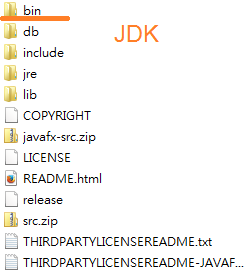 bin
db
JDK
include
jre
lib
COPYRIGHT
javafx-src.zip
LICENSE
README.html
release
src.zip
THIRDPARTYLICENSEREADME.txt
THIRDPARTYLICENSEREADME-JAVAF...